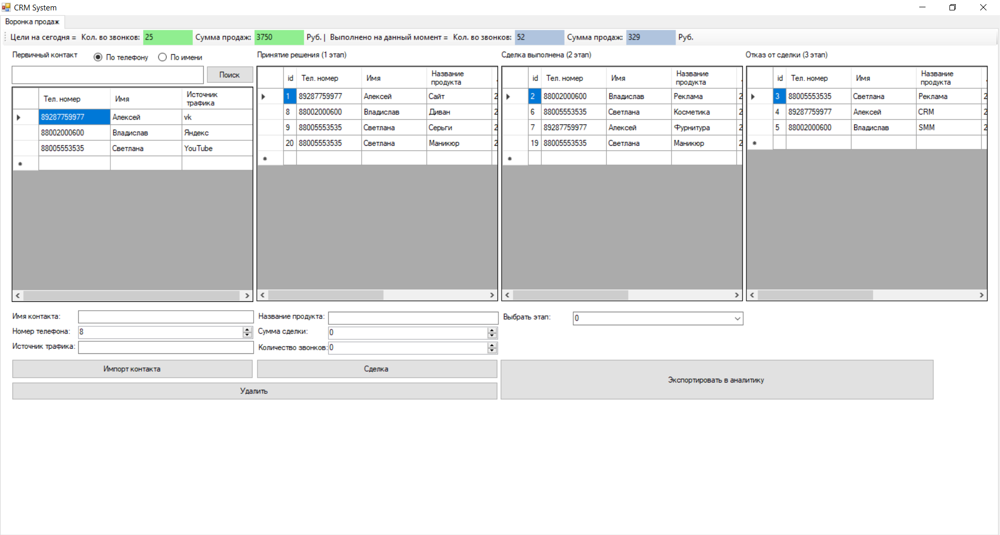 CRM System
Воронка продаж
Цели на сегодня = Кол. во звонков: 25 Сумма продаж: 3750 Руб. | Выполнено на данный момент = Кол. во звонков: 52 Сумма продаж: 329 Руб.
Первичный контакт По телефону По имени
Поиск
Тел. номер Имя Источник трафика
89287759977 Алексей vk
88002000600 Владислав Яндекс
88005553535 Светлана YouTube
Принятие решения (1 этап)
id Тел. номер Имя Название продукта
1 89287759977 Алексей Сайт 2
8 88002000600 Владислав Диван 2
9 88005553535 Светлана Серьги 2
20 88005553535 Светлана Маникюр 2
Сделка выполнена (2 этап)
id Тел. номер Имя Название продукта
2 88002000600 Владислав Реклама 2
6 88005553535 Светлана Косметика 2
7 89287759977 Алексей Фурнитура 2
19 88005553535 Светлана Маникюр 2
Отказ от сделки (3 этап)
id Тел. номер Имя Название продукта
3 88005553535 Светлана Реклама 2
4 89287759977 Алексей CRM 2
5 88002000600 Владислав SMM 2
Имя контакта:
Номер телефона: 8
Источник трафика:
Название продукта:
Сумма сделки: 0
Количество звонков: 0
Выбрать этап: 0
Импорт контакта
Сделка
Удалить
Экспортировать в аналитику